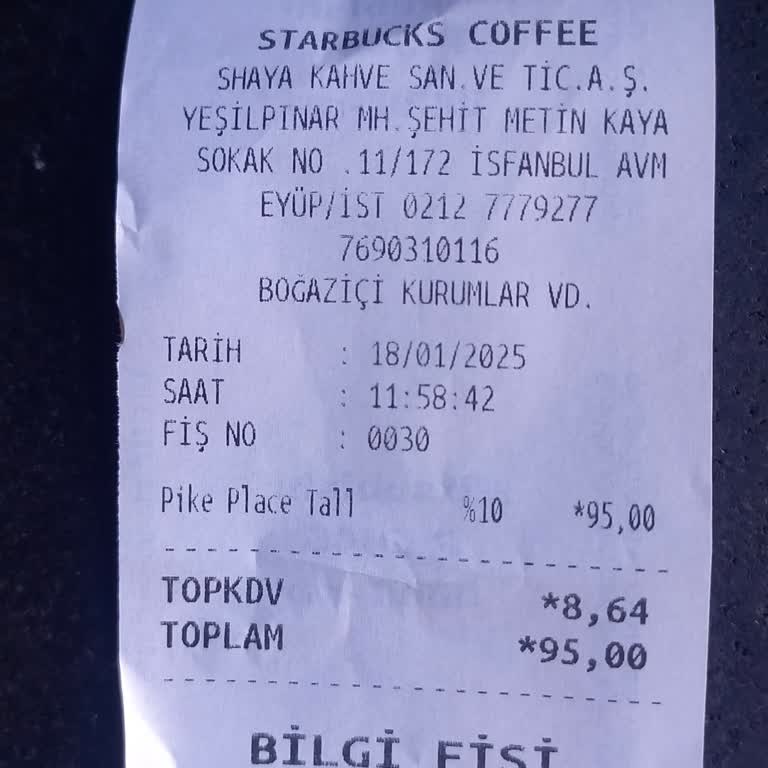 STARBUCKS COFFEE
SHAYA KAHVE SAN.VE TİC.A.Ş.
YEŞİLPINAR MH.ŞEHİT METİN KAYA
SOKAK NO .11/172 İSFANBUL AVM
EYÜP/İST 0212 7779277
7690310116
BOĞAZİÇİ KURUMLAR VD.
TARİH : 18/01/2025
SAAT : 11:58:42
FİŞ NO : 0030
Pike Place Tall %10 *95,00
TOPKDV *8,64
TOPLAM *95,00
BİLGİ FİŞİ